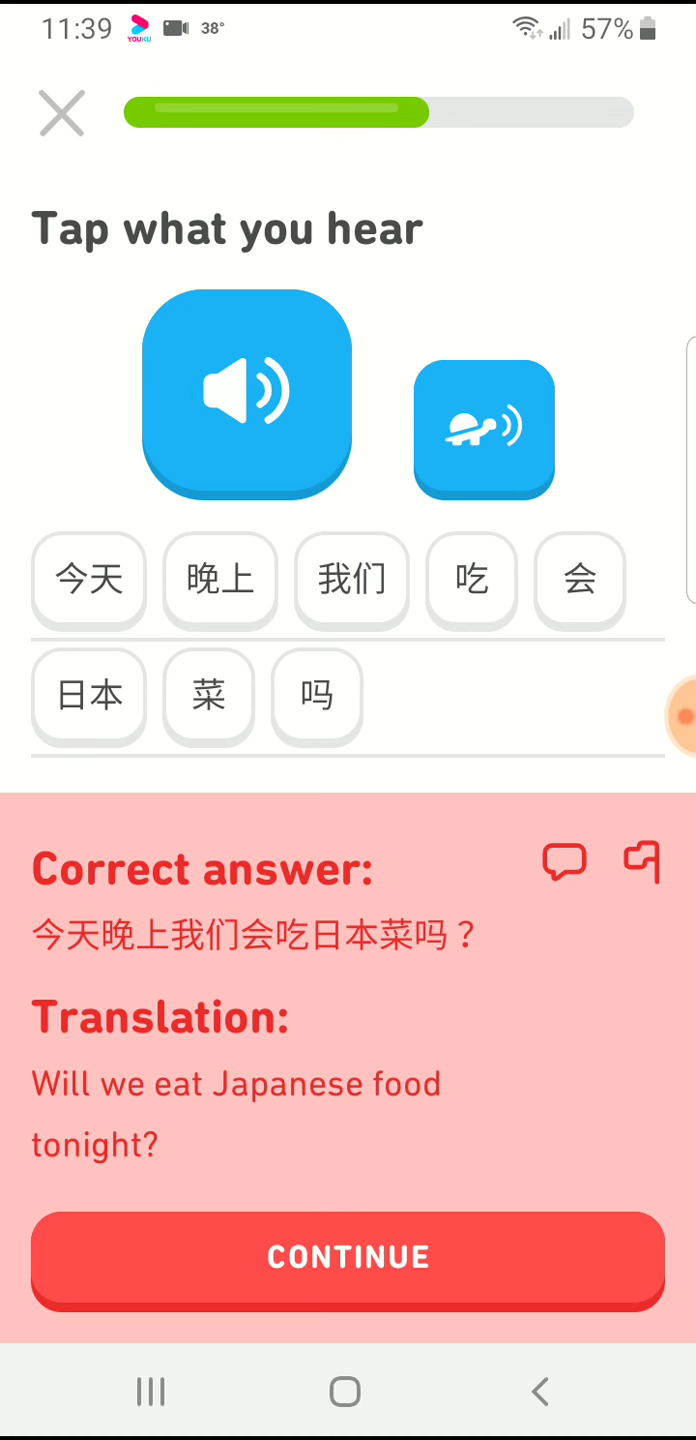 11:39 YOUKU 38° 57%
Tap what you hear
今天 晚上 我们 吃 会
日本 菜 吗
Correct answer:
今天晚上我们会吃日本菜吗？
Translation:
Will we eat Japanese food
tonight?
CONTINUE